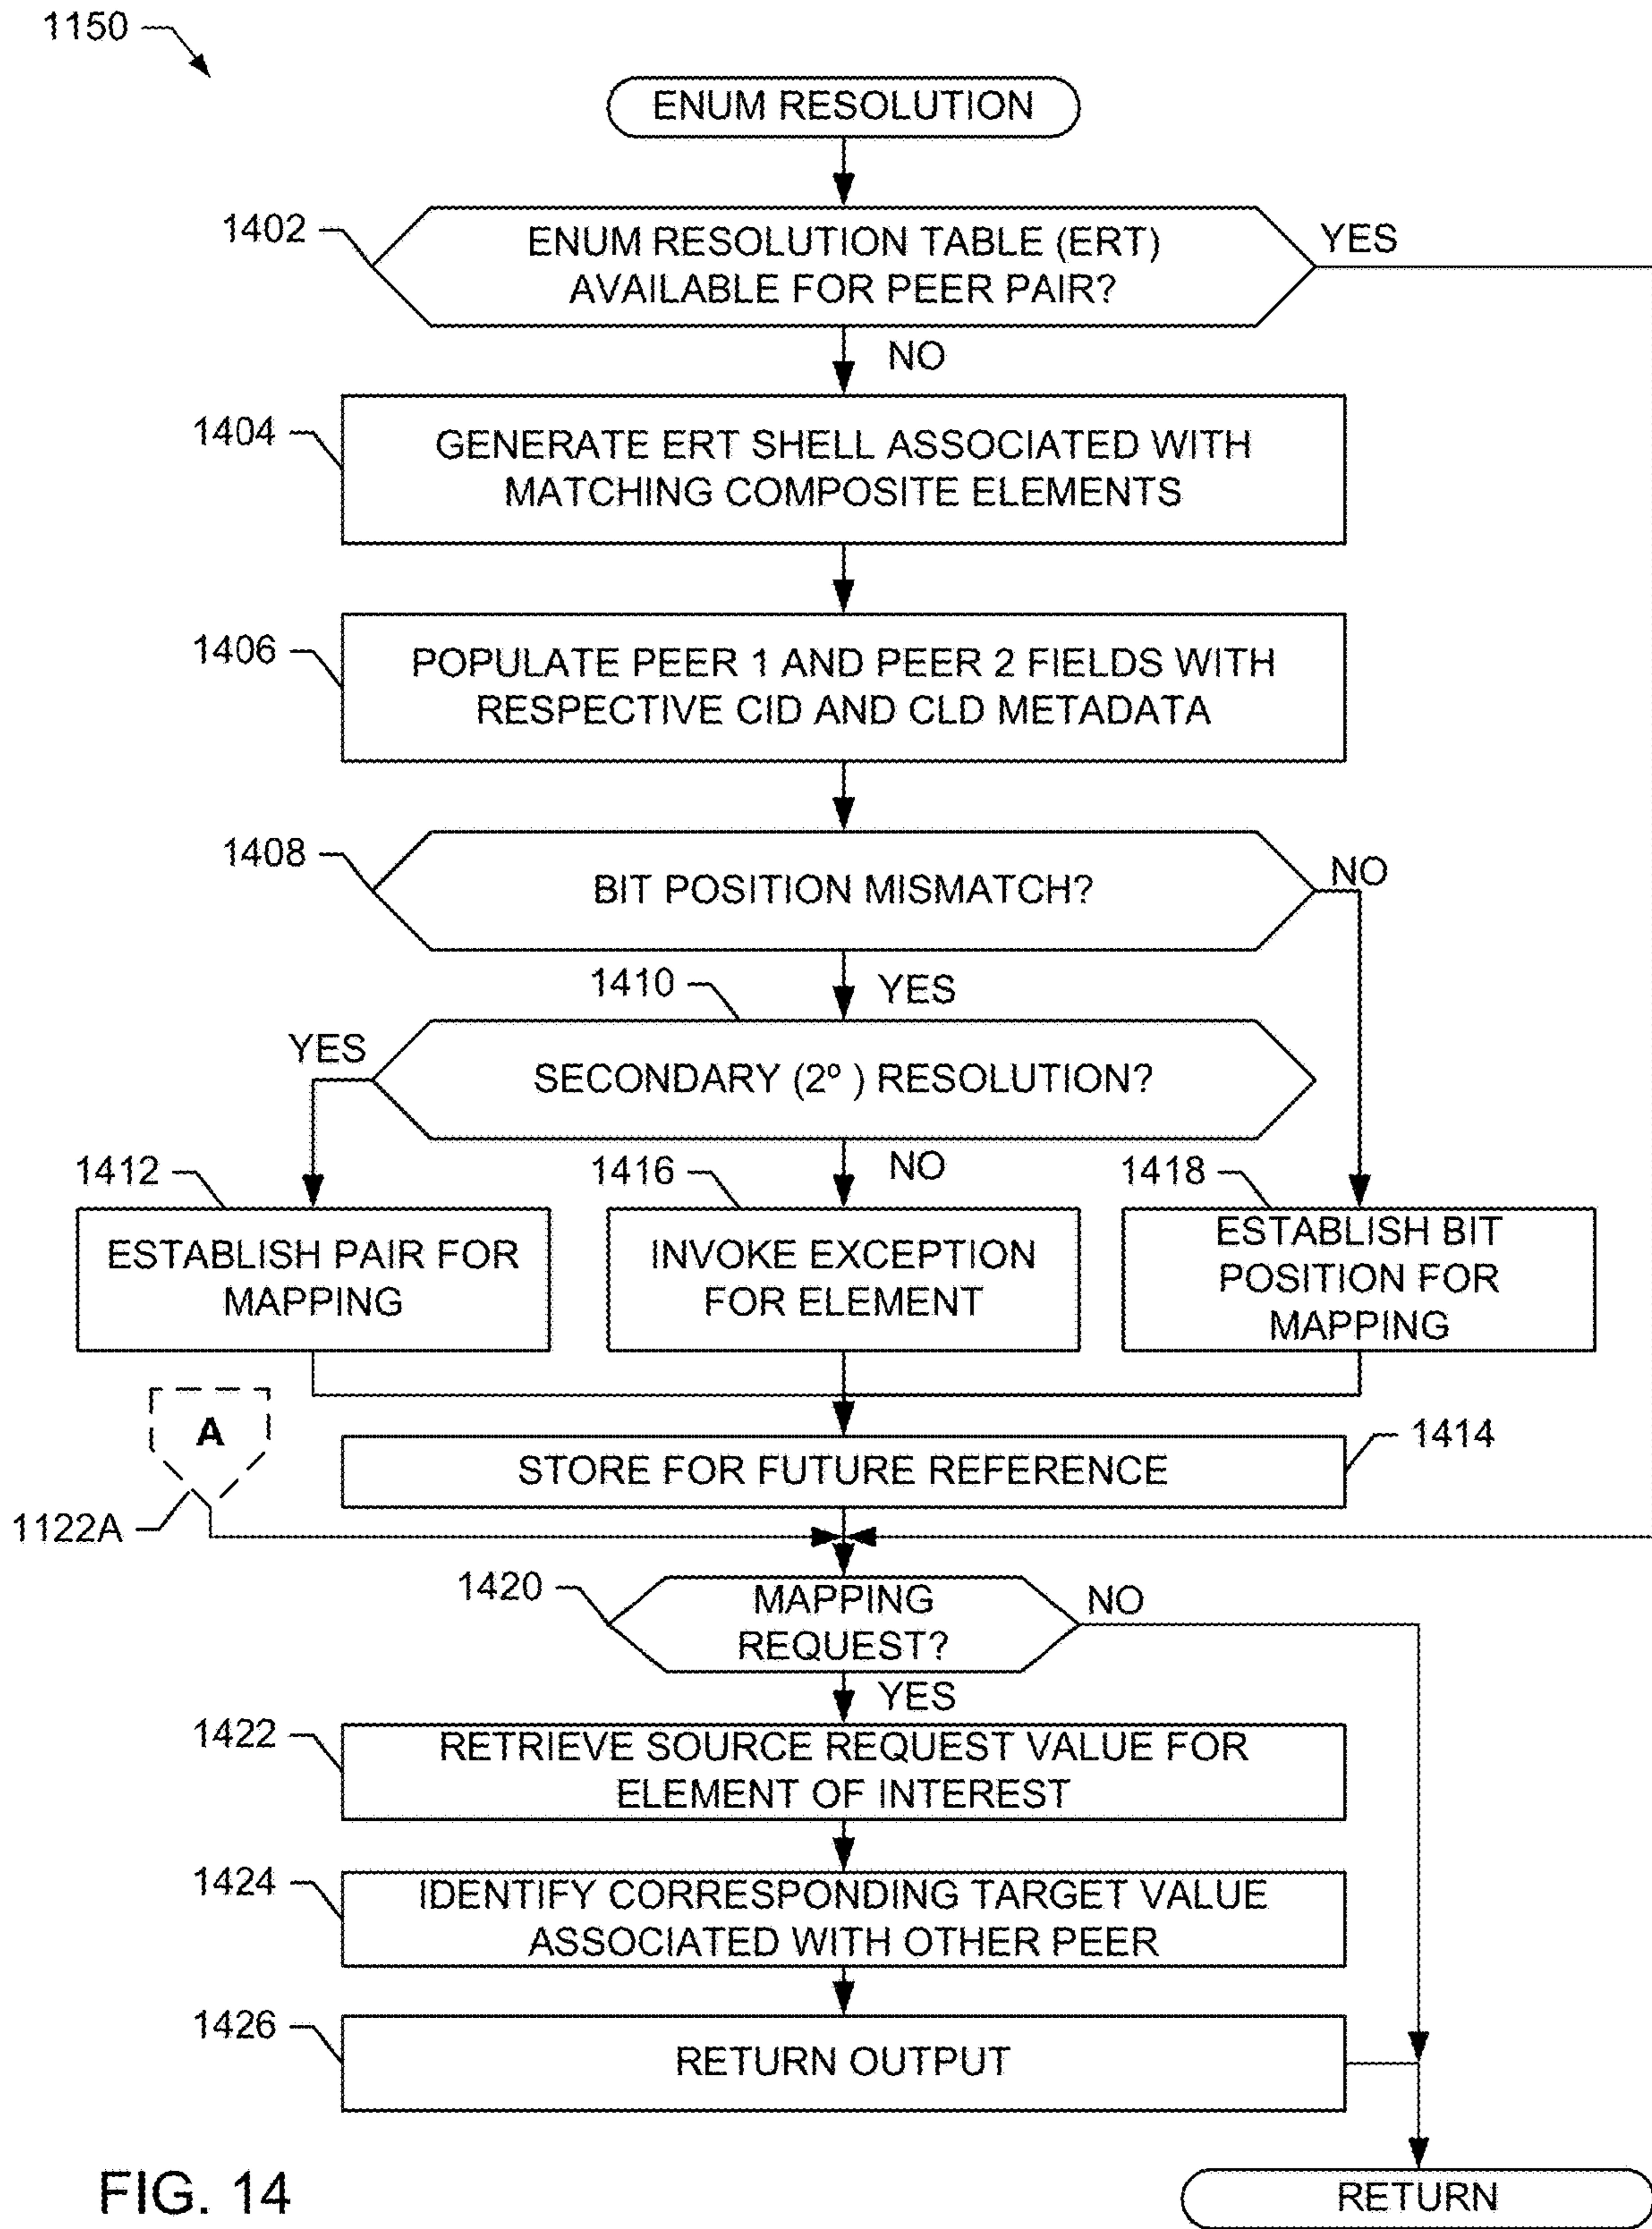 1150
ENUM RESOLUTION
1402
ENUM RESOLUTION TABLE (ERT)
AVAILABLE FOR PEER PAIR?
YES
NO
1404
GENERATE ERT SHELL ASSOCIATED WITH
MATCHING COMPOSITE ELEMENTS
1406
POPULATE PEER 1 AND PEER 2 FIELDS WITH
RESPECTIVE CID AND CLD METADATA
1408
BIT POSITION MISMATCH?
NO
YES
1410
SECONDARY (2º ) RESOLUTION?
YES
NO
1412
ESTABLISH PAIR FOR
MAPPING
1416
INVOKE EXCEPTION
FOR ELEMENT
1418
ESTABLISH BIT
POSITION FOR
MAPPING
A
1122A
STORE FOR FUTURE REFERENCE
1414
1420
MAPPING
REQUEST?
NO
YES
1422
RETRIEVE SOURCE REQUEST VALUE FOR
ELEMENT OF INTEREST
1424
IDENTIFY CORRESPONDING TARGET VALUE
ASSOCIATED WITH OTHER PEER
1426
RETURN OUTPUT
RETURN
FIG. 14